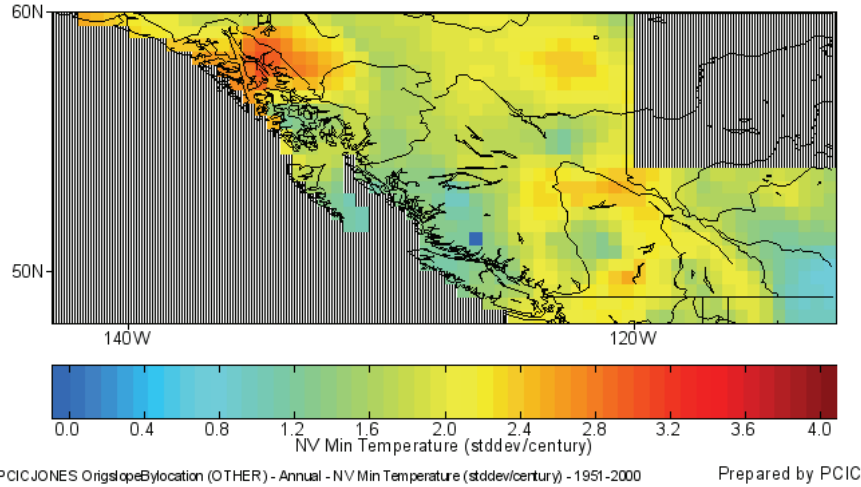 60N
50N
140W 120W
0.0 0.4 0.8 1.2 1.6 2.0 2.4 2.8 3.2 3.6 4.0
NV Min Temperature (stddev/century)
PCICJONES OrigslopeBylocation (OTHER) - Annual - NV Min Temperature (stddev/century) - 1951-2000 Prepared by PCIC